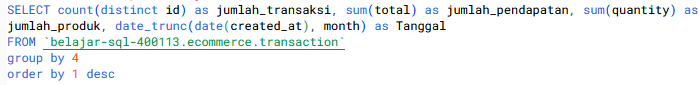 SELECT count(distinct id) as jumlah_transaksi, sum(total) as jumlah_pendapatan, sum(quantity) as
jumlah_produk, date_trunc(date(created_at), month) as Tanggal
FROM `belajar-sql-400113.ecommerce.transaction`
group by 4
order by 1 desc